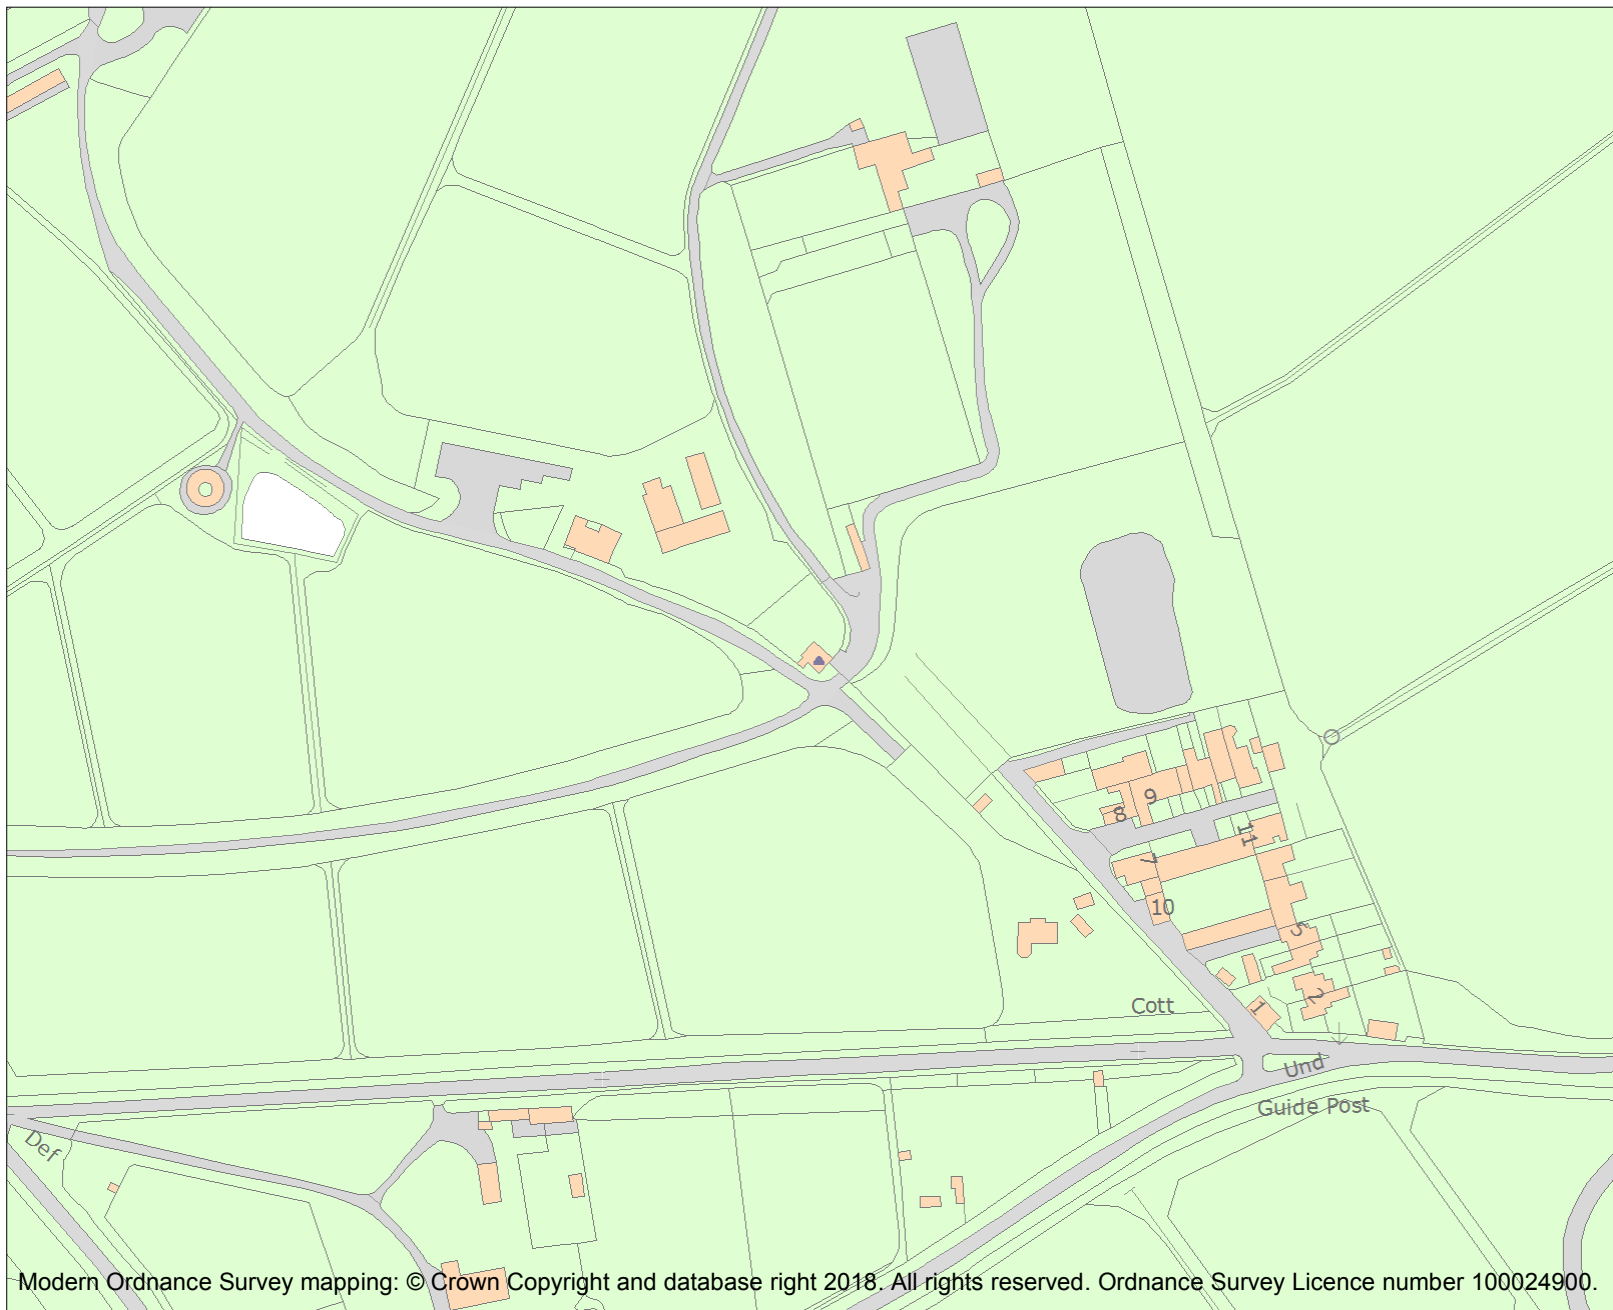 9
8
11
7
10
5
2
1
Cott
Und
Guide Post
Def
Modern Ordnance Survey mapping: © Crown Copyright and database right 2018. All rights reserved. Ordnance Survey Licence number 100024900.